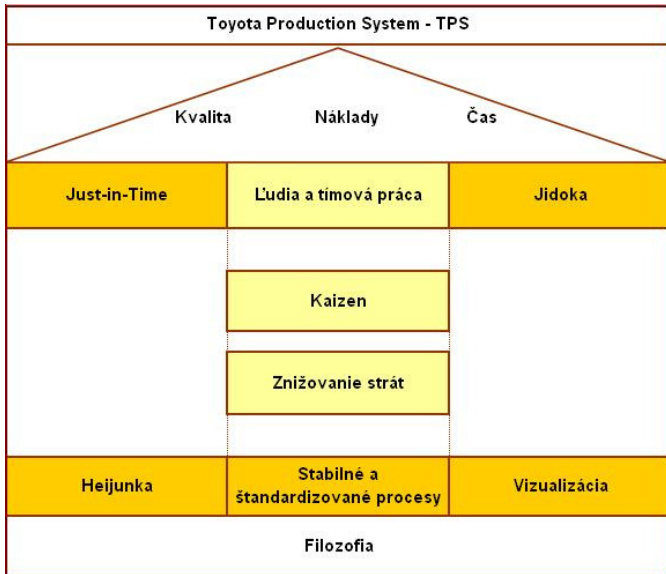 Toyota Production System - TPS
Kvalita Náklady Čas
Just-in-Time
Ľudia a tímová práca
Jidoka
Kaizen
Znižovanie strát
Heijunka
Stabilné a
štandardizované procesy
Vizualizácia
Filozofia